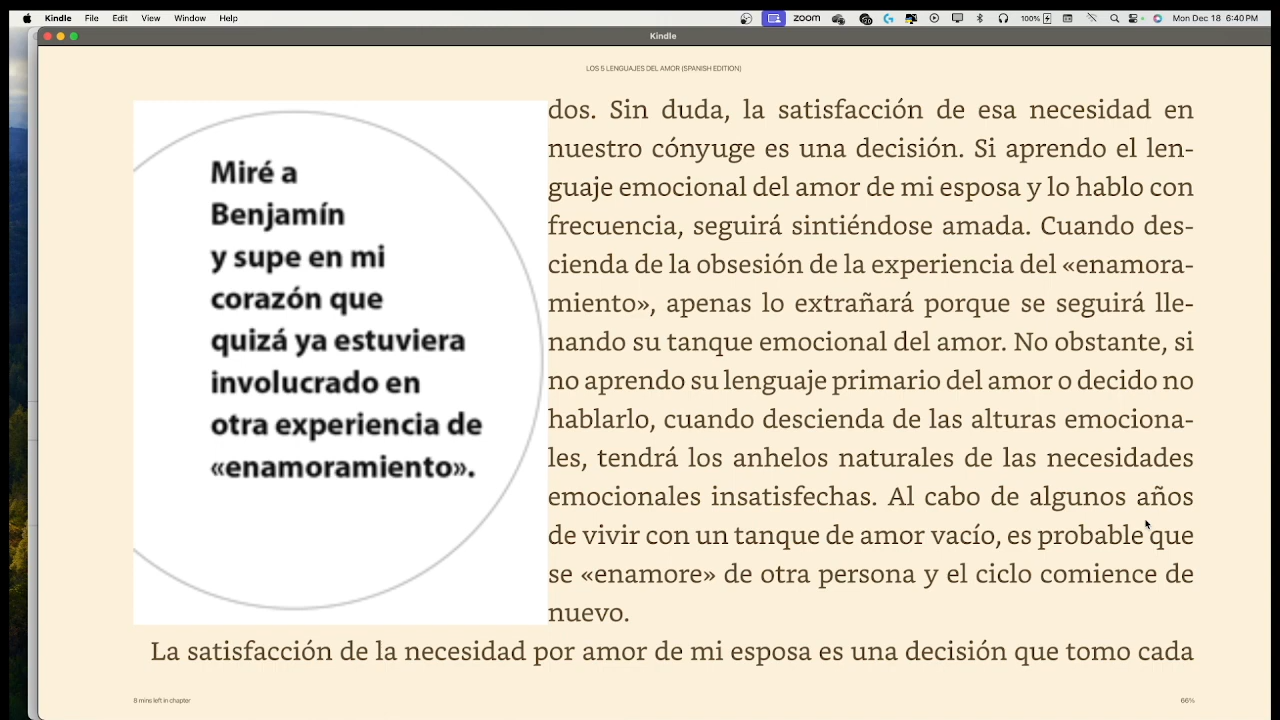 Kindle File Edit View Window Help
zoom 100% Mon Dec 18 6:40 PM
Kindle
LOS 5 LENGUAJES DEL AMOR (SPANISH EDITION)
Miré a
Benjamín
y supe en mi
corazón que
quizá ya estuviera
involucrado en
otra experiencia de
«enamoramiento».
dos. Sin duda, la satisfacción de esa necesidad en
nuestro cónyuge es una decisión. Si aprendo el len-
guaje emocional del amor de mi esposa y lo hablo con
frecuencia, seguirá sintiéndose amada. Cuando des-
cienda de la obsesión de la experiencia del «enamora-
miento», apenas lo extrañará porque se seguirá lle-
nando su tanque emocional del amor. No obstante, si
no aprendo su lenguaje primario del amor o decido no
hablarlo, cuando descienda de las alturas emociona-
les, tendrá los anhelos naturales de las necesidades
emocionales insatisfechas. Al cabo de algunos años
de vivir con un tanque de amor vacío, es probable que
se «enamore» de otra persona y el ciclo comience de
nuevo.
La satisfacción de la necesidad por amor de mi esposa es una decisión que tomo cada
8 mins left in chapter
66%